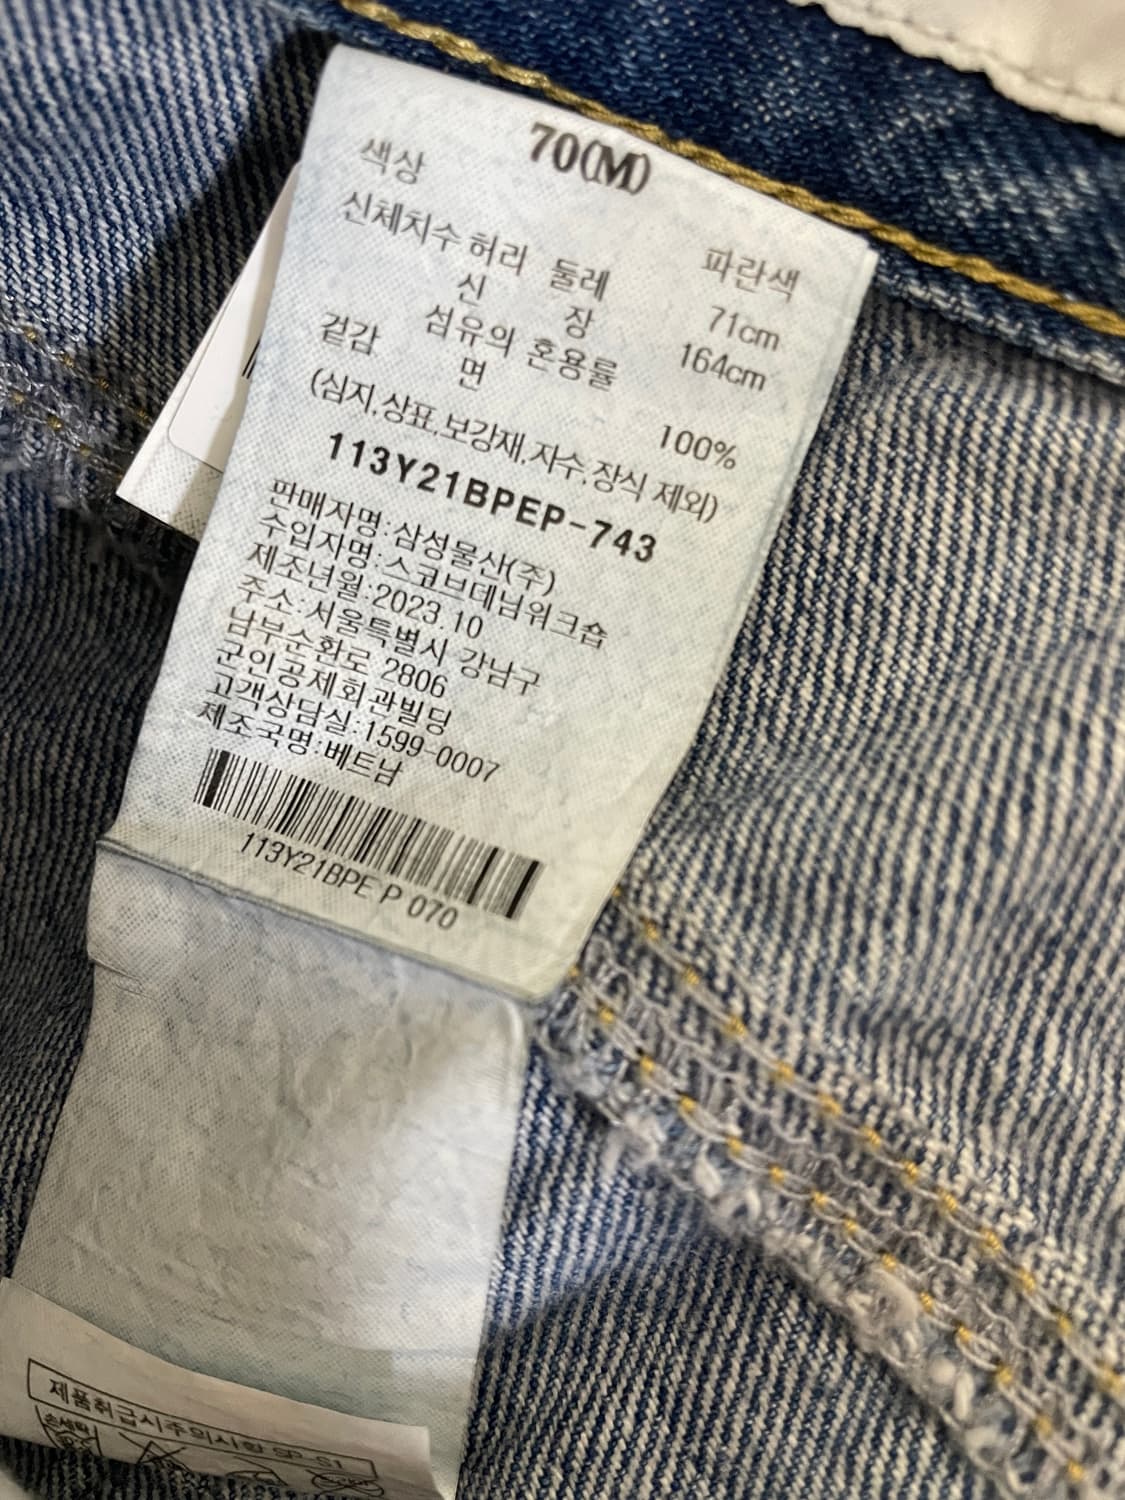 70(M)
색상 파란색
신체치수 허리 둘레 71cm
신 장 164cm
섬유의 혼용률
겉감 면 100%
(심지,상표,보강재,자수,장식 제외)
113Y21BPEP-743
판매자명:삼성물산(주)
수입자명:스코브데님워크숍
제조년월:2023.10
주소:서울특별시 강남구
남부순환로 2806
군인공제회관빌딩
고객상담실:1599-0007
제조국명:베트남
113Y21BPE P 070
제품취급시주의사항 SP-S1
손세탁